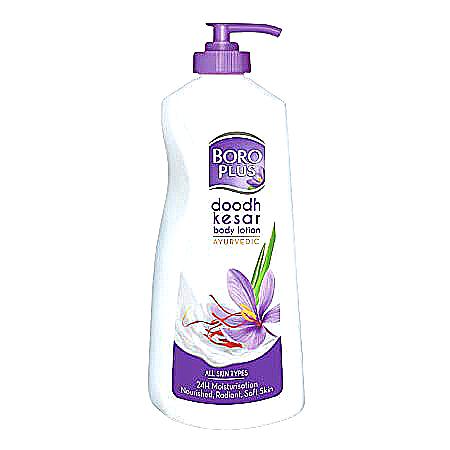 BORO
PLUS
doodh
kesar
body lotion
AYURVEDIC
ALL SKIN TYPES
24H Moisturisation
Nourished, Radiant, Soft Skin